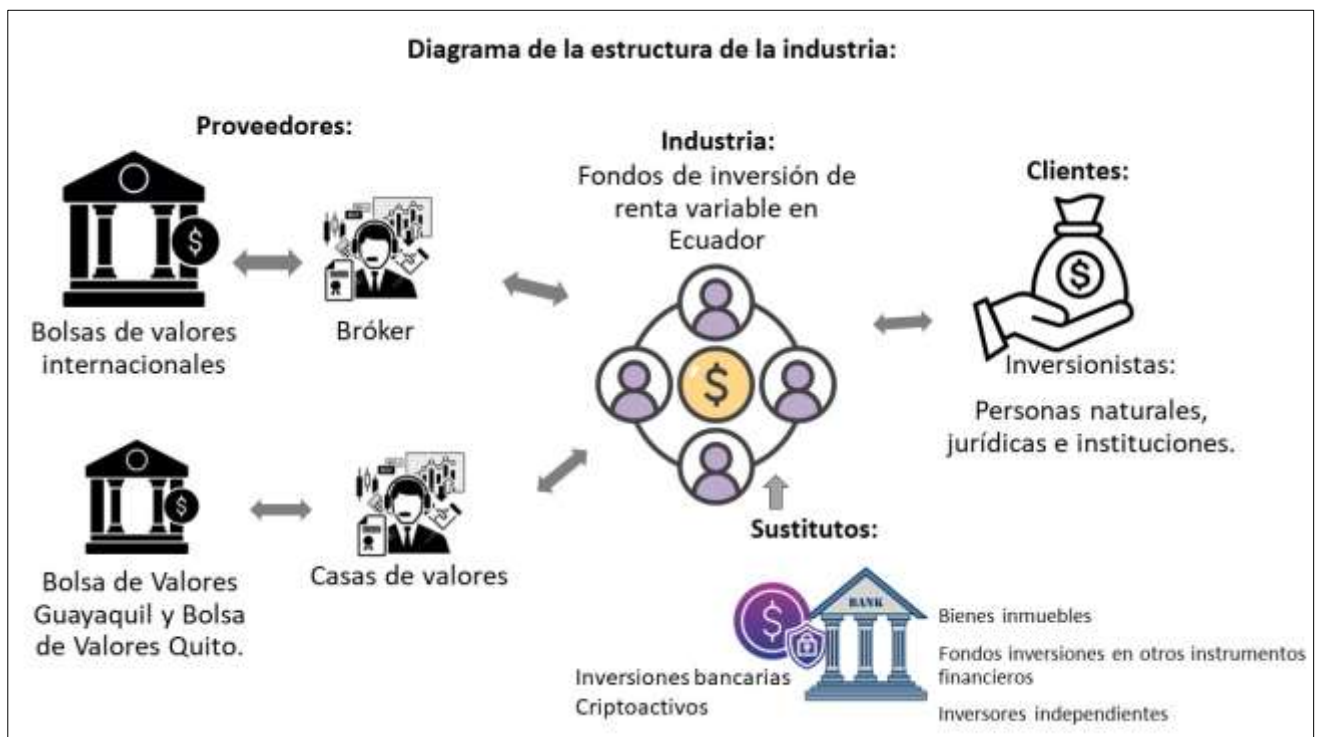 Diagrama de la estructura de la industria:
Proveedores:
Bolsas de valores
internacionales
Bróker
Bolsa de Valores
Guayaquil y Bolsa
de Valores Quito.
Casas de valores
Industria:
Fondos de inversión de
renta variable en
Ecuador
Clientes:
Inversionistas:
Personas naturales,
jurídicas e instituciones.
Sustitutos:
BANK
Inversiones bancarias
Criptoactivos
Bienes inmuebles
Fondos inversiones en otros instrumentos
financieros
Inversores independientes